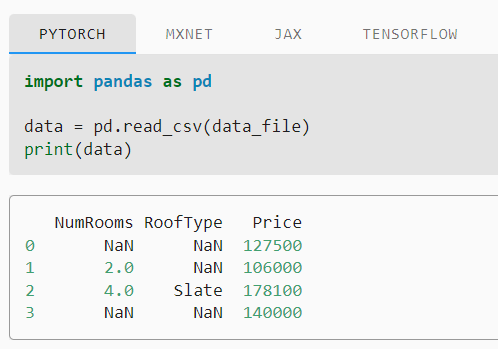 PYTORCH MXNET JAX TENSORFLOW
import pandas as pd
data = pd.read_csv(data_file)
print(data)
NumRooms RoofType Price
0 NaN NaN 127500
1 2.0 NaN 106000
2 4.0 Slate 178100
3 NaN NaN 140000